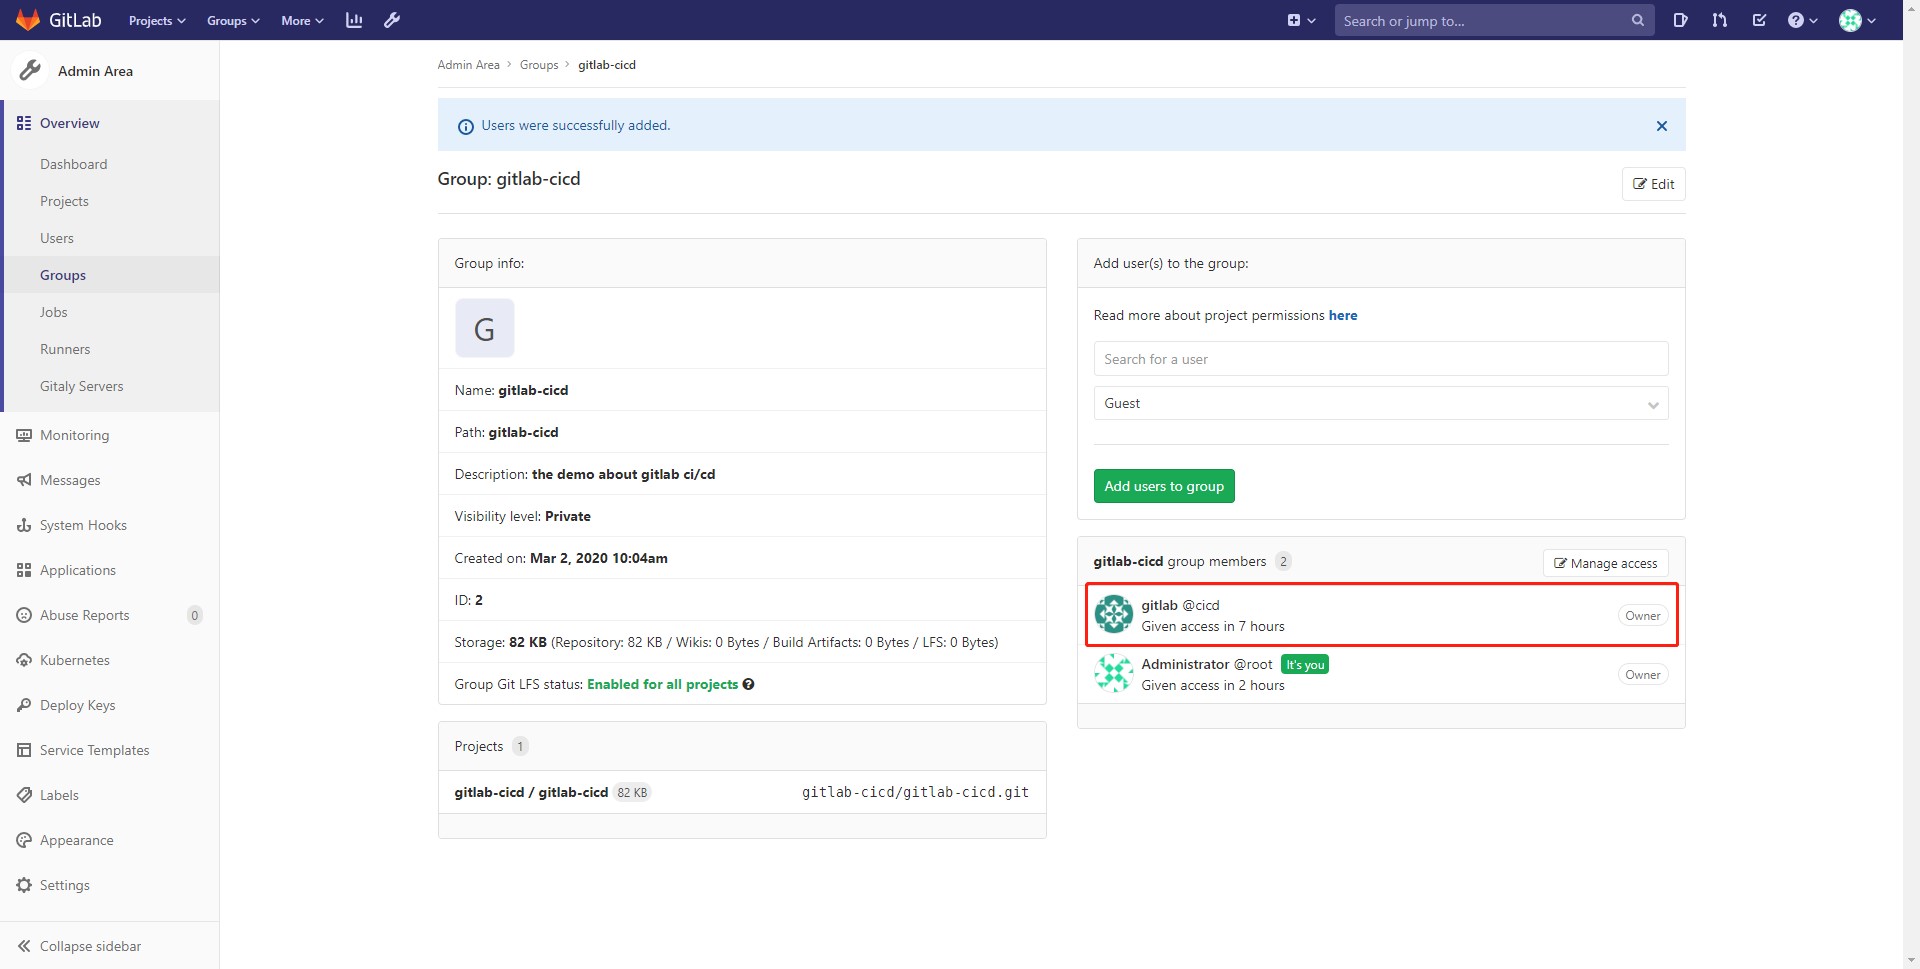 GitLab Projects Groups More Search or jump to...
Admin Area
Overview
Dashboard
Projects
Users
Groups
Jobs
Runners
Gitaly Servers
Monitoring
Messages
System Hooks
Applications
Abuse Reports 0
Kubernetes
Deploy Keys
Service Templates
Labels
Appearance
Settings
Collapse sidebar
Admin Area > Groups > gitlab-cicd
Users were successfully added.
Group: gitlab-cicd
Edit
Group info:
G
Name: gitlab-cicd
Path: gitlab-cicd
Description: the demo about gitlab ci/cd
Visibility level: Private
Created on: Mar 2, 2020 10:04am
ID: 2
Storage: 82 KB (Repository: 82 KB / Wikis: 0 Bytes / Build Artifacts: 0 Bytes / LFS: 0 Bytes)
Group Git LFS status: Enabled for all projects
Projects 1
gitlab-cicd / gitlab-cicd 82 KB gitlab-cicd/gitlab-cicd.git
Add user(s) to the group:
Read more about project permissions here
Search for a user
Guest
Add users to group
gitlab-cicd group members 2
Manage access
gitlab @cicd
Given access in 7 hours
Owner
Administrator @root It's you
Given access in 2 hours
Owner